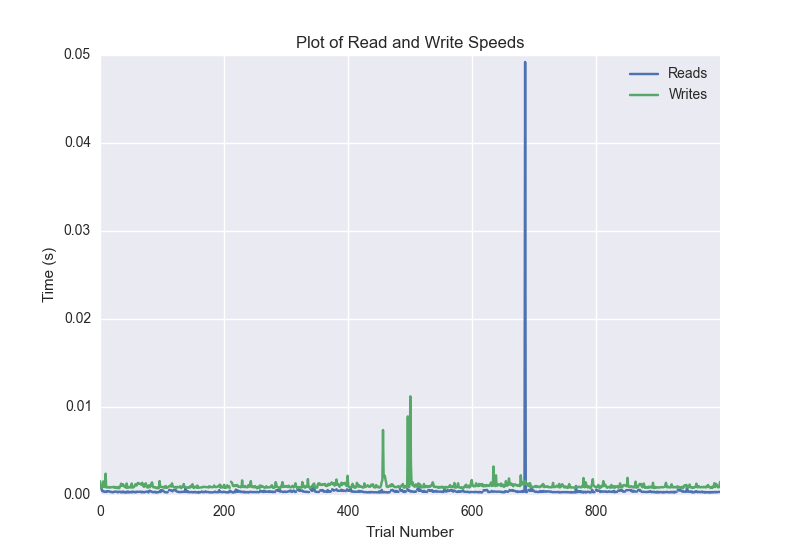 Plot of Read and Write Speeds
0.05
0.04
0.03
0.02
0.01
0.00
Time (s)
Reads
Writes
0 200 400 600 800
Trial Number